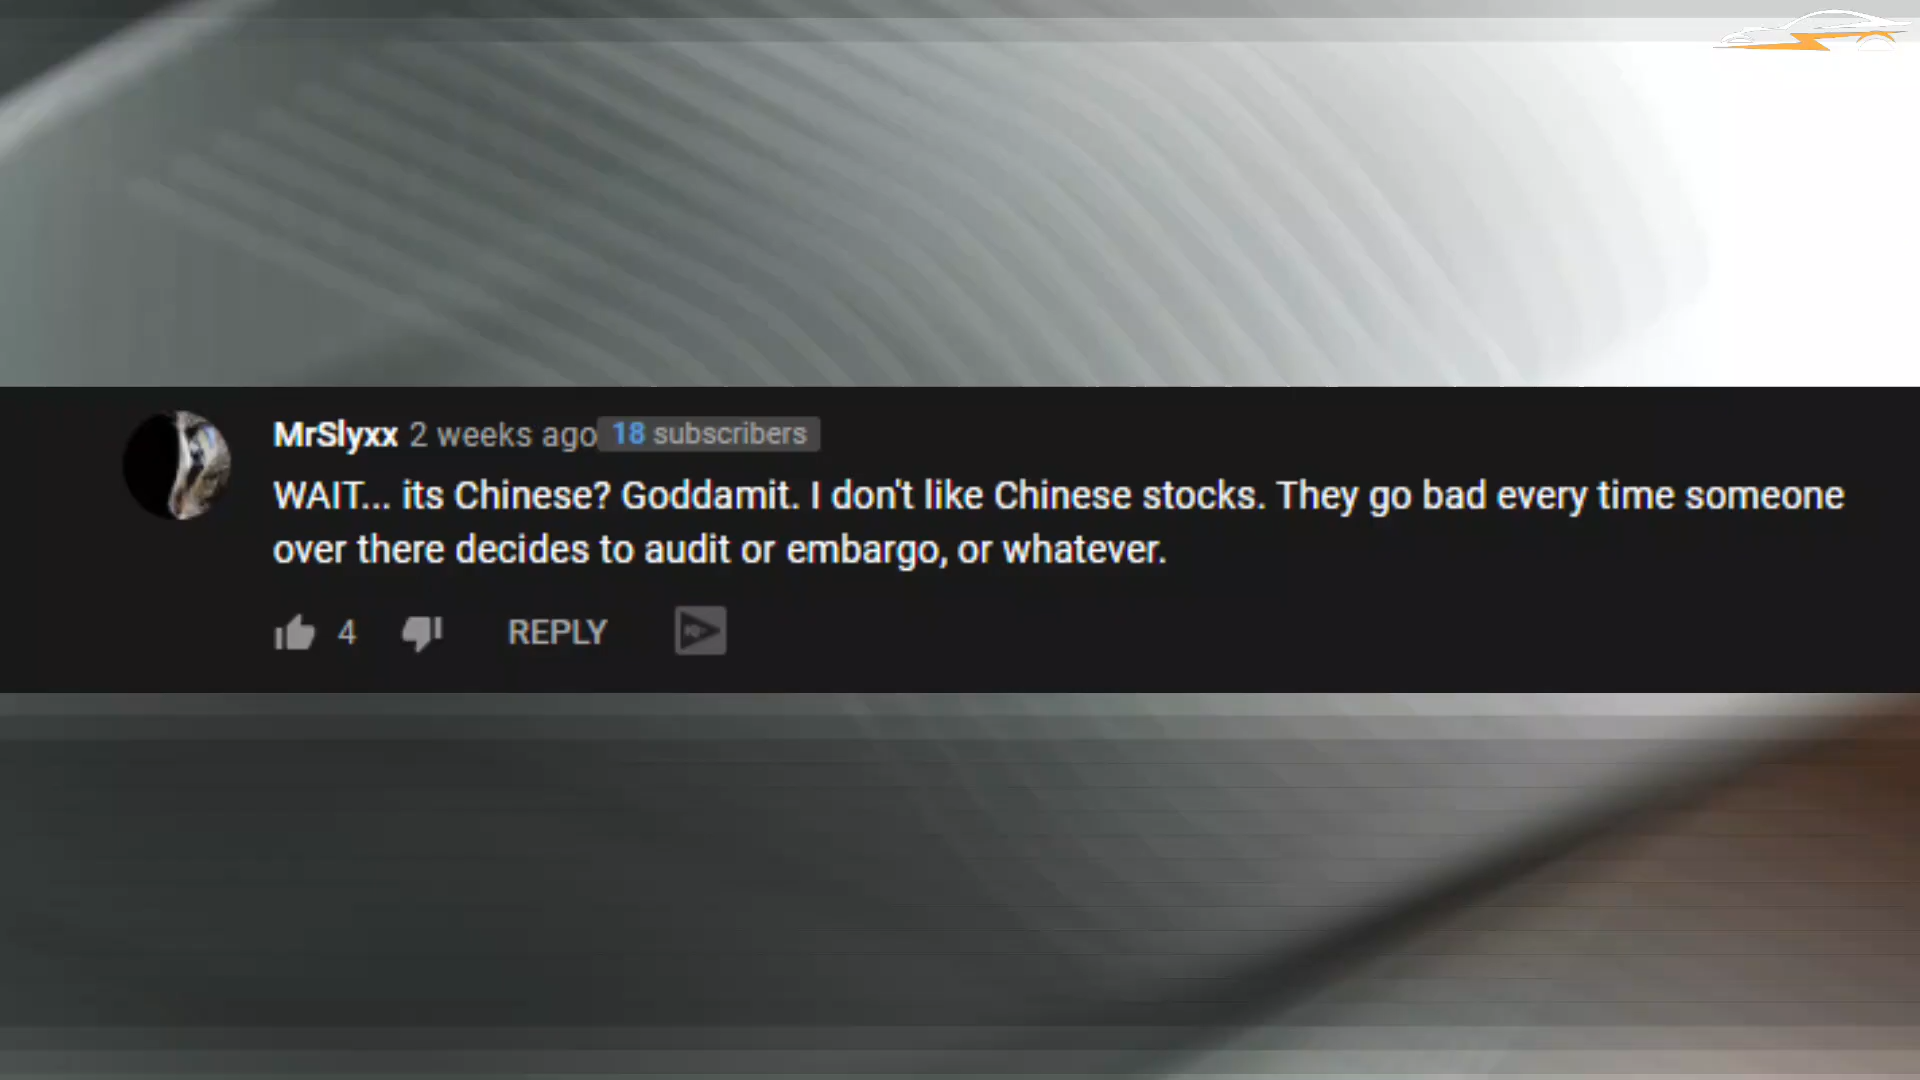 MrSlyxx 2 weeks ago 18 subscribers
WAIT... its Chinese? Goddamit. I don't like Chinese stocks. They go bad every time someone
over there decides to audit or embargo, or whatever.
4 REPLY